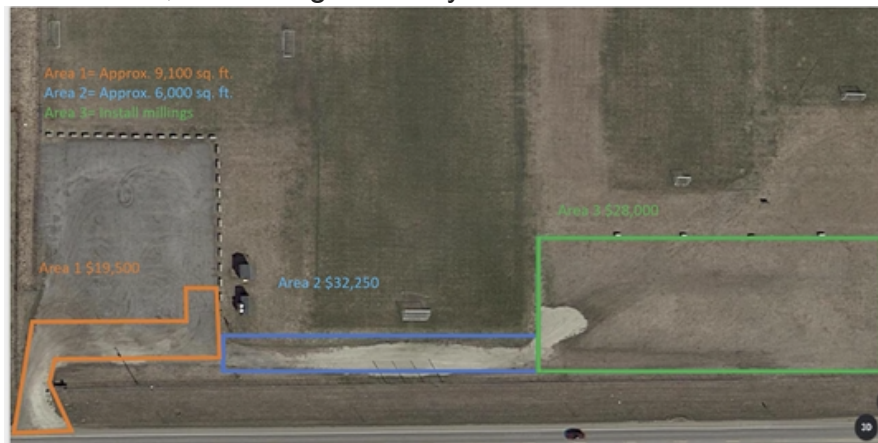 Area 1= Approx. 9,100 sq. ft.
Area 2= Approx. 6,000 sq. ft.
Area 3= Install millings
Area 3 $28,000
Area 1 $19,500
Area 2 $32,250
3D